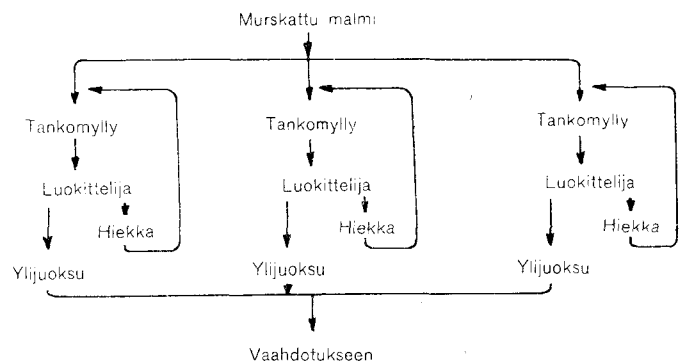 Murskattu malmi
Tankomylly
Tankomylly
Tankomylly
Luokittelija
Luokittelija
Luokittelija
Hiekka
Hiekka
Hiekka
Ylijuoksu
Ylijuoksu
Ylijuoksu
Vaahdotukseen